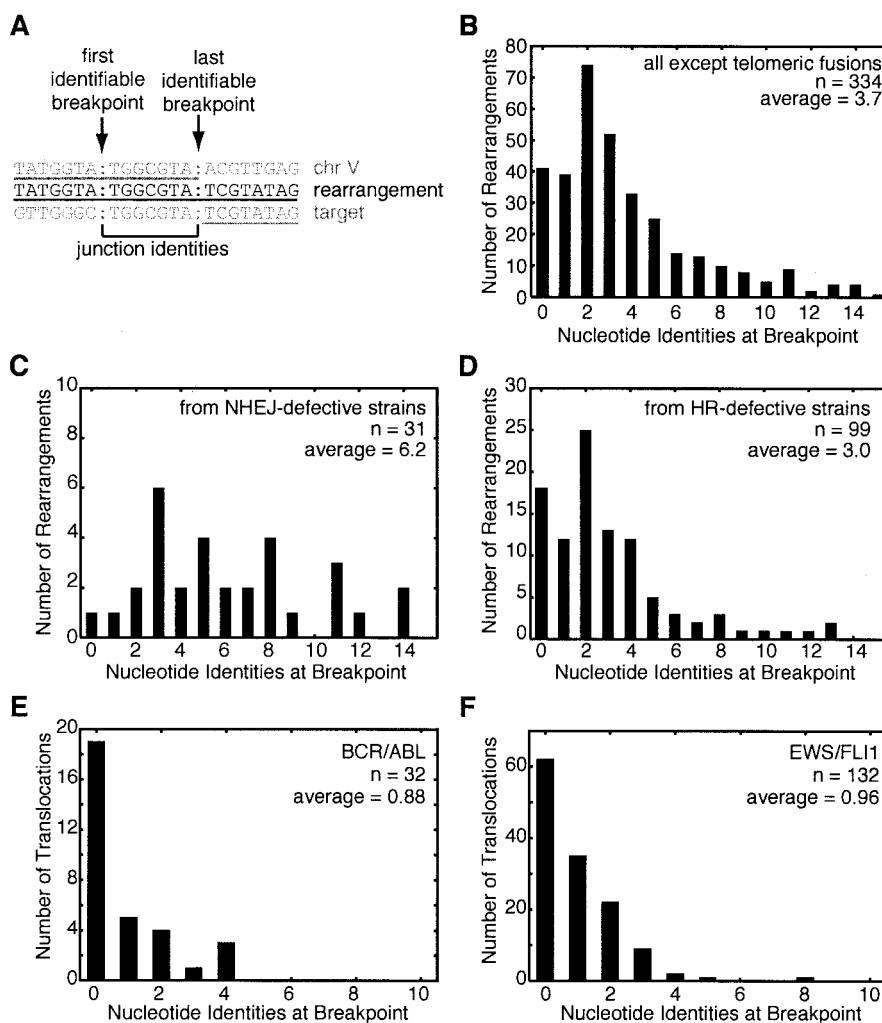 A
first identifiable breakpoint
last identifiable breakpoint
TATGGTA:TGGCGTA:ACGTTGAG chr V
TATGGTA:TGGCGTA:TCGTATAG rearrangement
GTTGGGC:TGGCGTA:TCGTATAG target
junction identities
B
all except telomeric fusions
n = 334
average = 3.7
Number of Rearrangements
80
70
60
50
40
30
20
10
0
0 2 4 6 8 10 12 14
Nucleotide Identities at Breakpoint
C
from NHEJ-defective strains
n = 31
average = 6.2
Number of Rearrangements
10
8
6
4
2
0
0 2 4 6 8 10 12 14
Nucleotide Identities at Breakpoint
D
from HR-defective strains
n = 99
average = 3.0
Number of Rearrangements
30
25
20
15
10
5
0
0 2 4 6 8 10 12 14
Nucleotide Identities at Breakpoint
E
BCR/ABL
n = 32
average = 0.88
Number of Translocations
20
16
12
8
4
0
0 2 4 6 8 10
Nucleotide Identities at Breakpoint
F
EWS/FLI1
n = 132
average = 0.96
Number of Translocations
60
40
20
0
0 2 4 6 8 10
Nucleotide Identities at Breakpoint